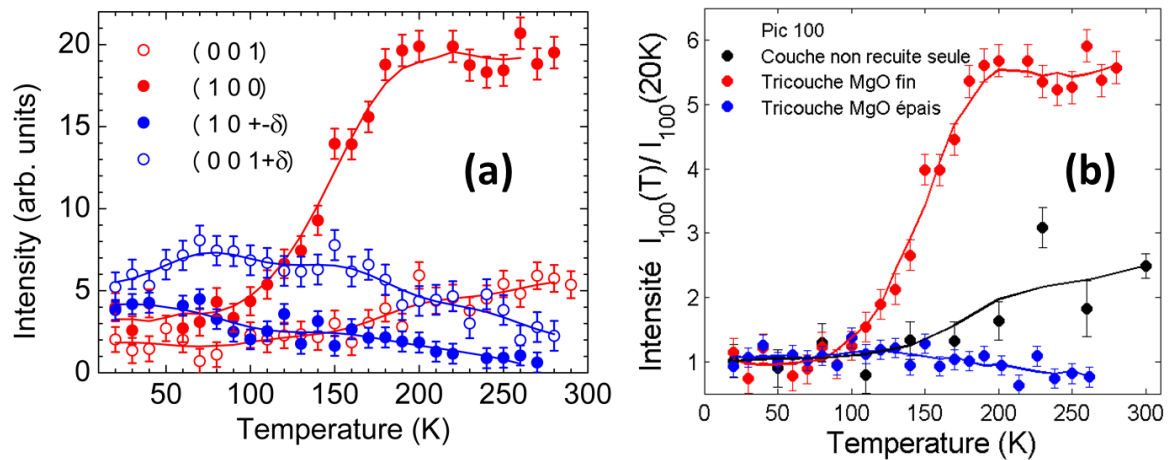 ( 0 0 1 )
( 1 0 0)
( 1 0 +-δ)
( 0 0 1+δ)
(a)
Intensity (arb. units)
20
15
10
5
0
50 100 150 200 250 300
Temperature (K)
Pic 100
Couche non recuite seule
Tricouche MgO fin
Tricouche MgO épais
(b)
Intensité I100(T)/ I100(20K)
6
5
4
3
2
1
0 50 100 150 200 250 300
Temperature (K)